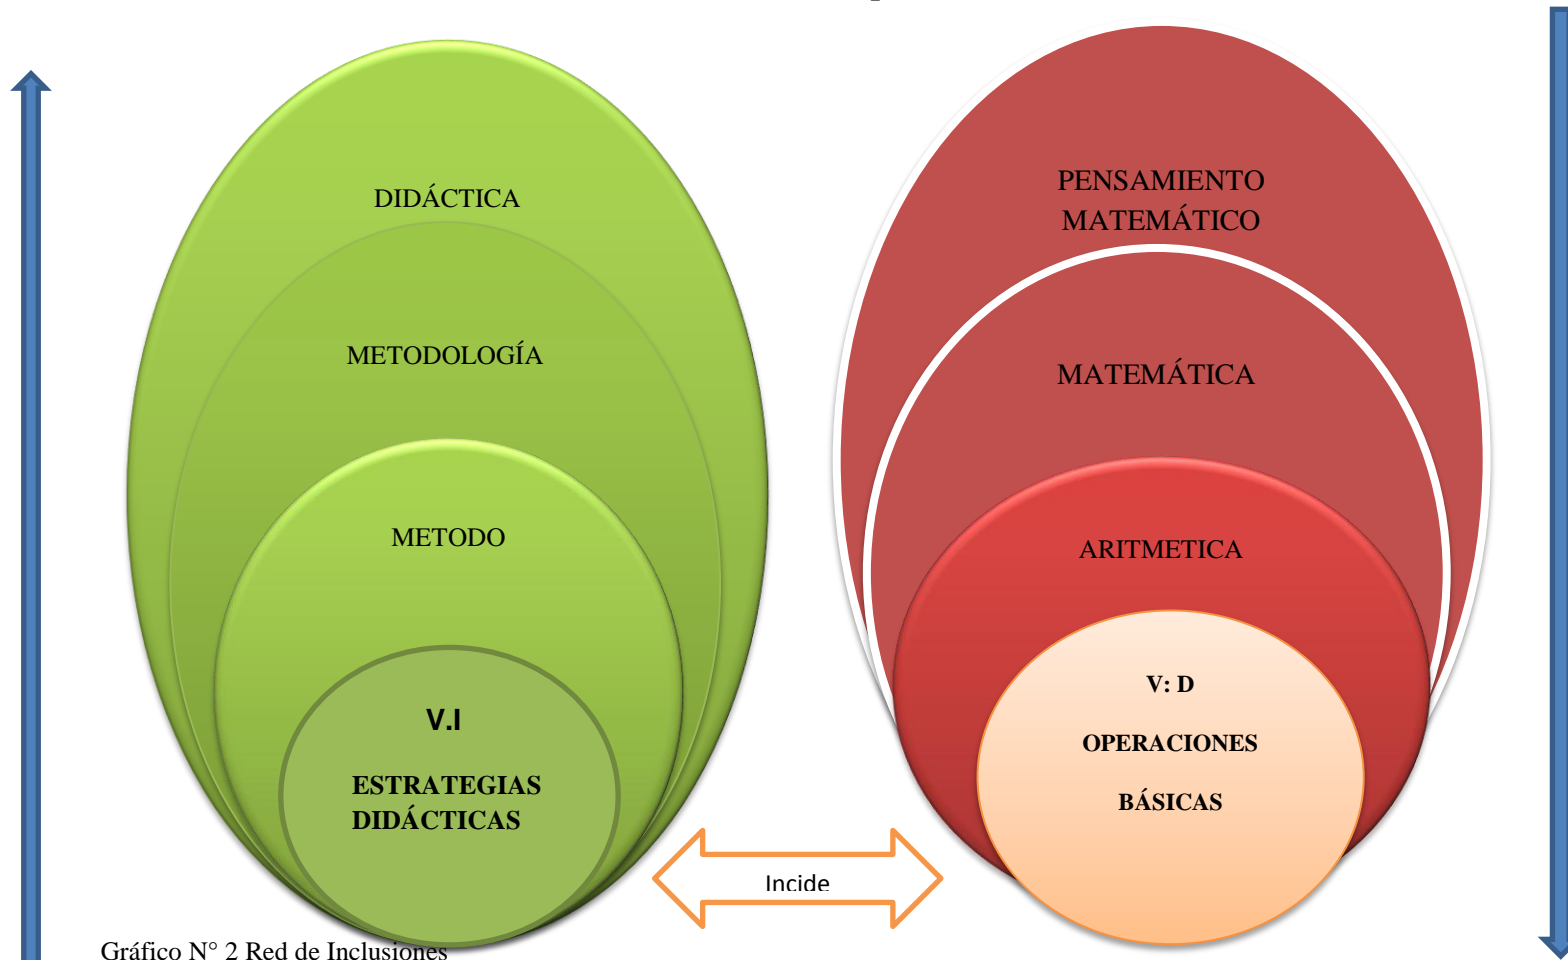 DIDÁCTICA
METODOLOGÍA
METODO
V.I
ESTRATEGIAS
DIDÁCTICAS
PENSAMIENTO
MATEMÁTICO
MATEMÁTICA
ARITMETICA
V: D
OPERACIONES
BÁSICAS
Incide
Gráfico N° 2 Red de Inclusiones